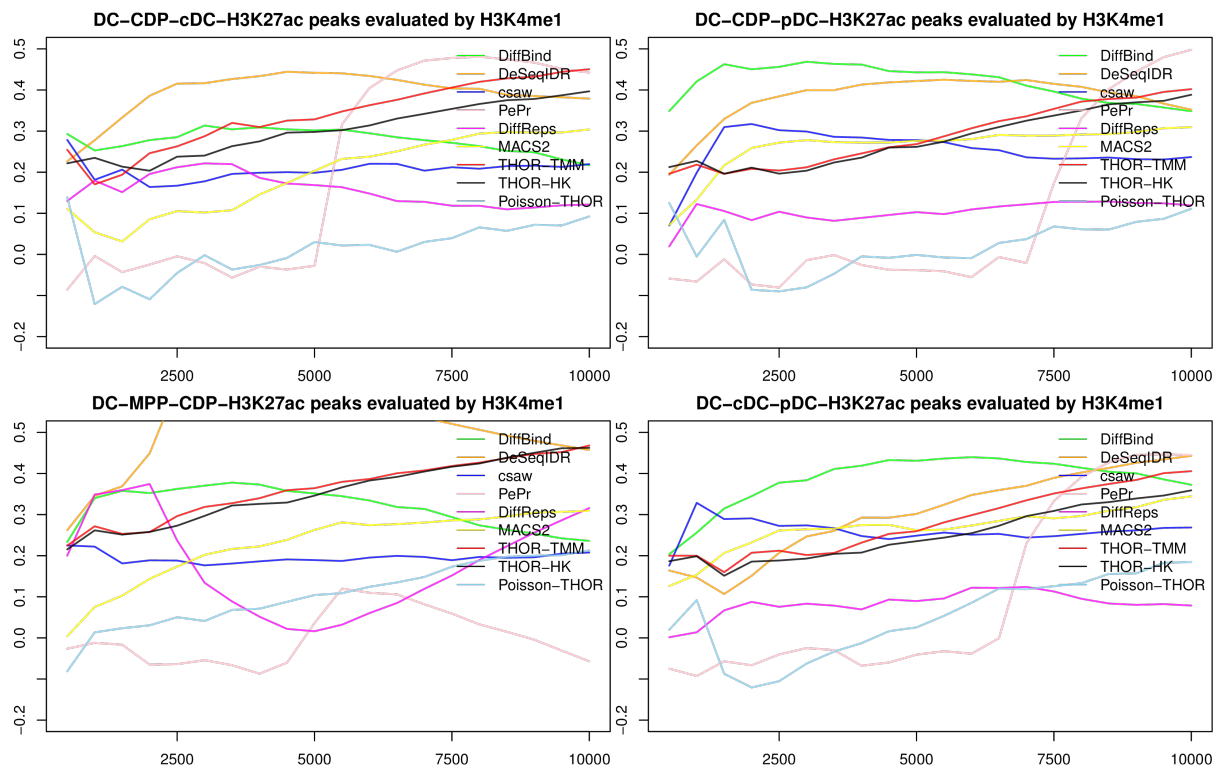 DC−CDP−cDC−H3K27ac peaks evaluated by H3K4me1
0.5
0.4
0.3
0.2
0.1
0.0
−0.2
DiffBind
DeSeqIDR
csaw
PePr
DiffReps
MACS2
THOR−TMM
THOR−HK
Poisson−THOR
2500 5000 7500 10000
DC−CDP−pDC−H3K27ac peaks evaluated by H3K4me1
0.5
0.4
0.3
0.2
0.1
0.0
−0.2
DiffBind
DeSeqIDR
csaw
PePr
DiffReps
MACS2
THOR−TMM
THOR−HK
Poisson−THOR
2500 5000 7500 10000
DC−MPP−CDP−H3K27ac peaks evaluated by H3K4me1
0.5
0.4
0.3
0.2
0.1
0.0
−0.2
DiffBind
DeSeqIDR
csaw
PePr
DiffReps
MACS2
THOR−TMM
THOR−HK
Poisson−THOR
2500 5000 7500 10000
DC−cDC−pDC−H3K27ac peaks evaluated by H3K4me1
0.5
0.4
0.3
0.2
0.1
0.0
−0.2
DiffBind
DeSeqIDR
csaw
PePr
DiffReps
MACS2
THOR−TMM
THOR−HK
Poisson−THOR
2500 5000 7500 10000